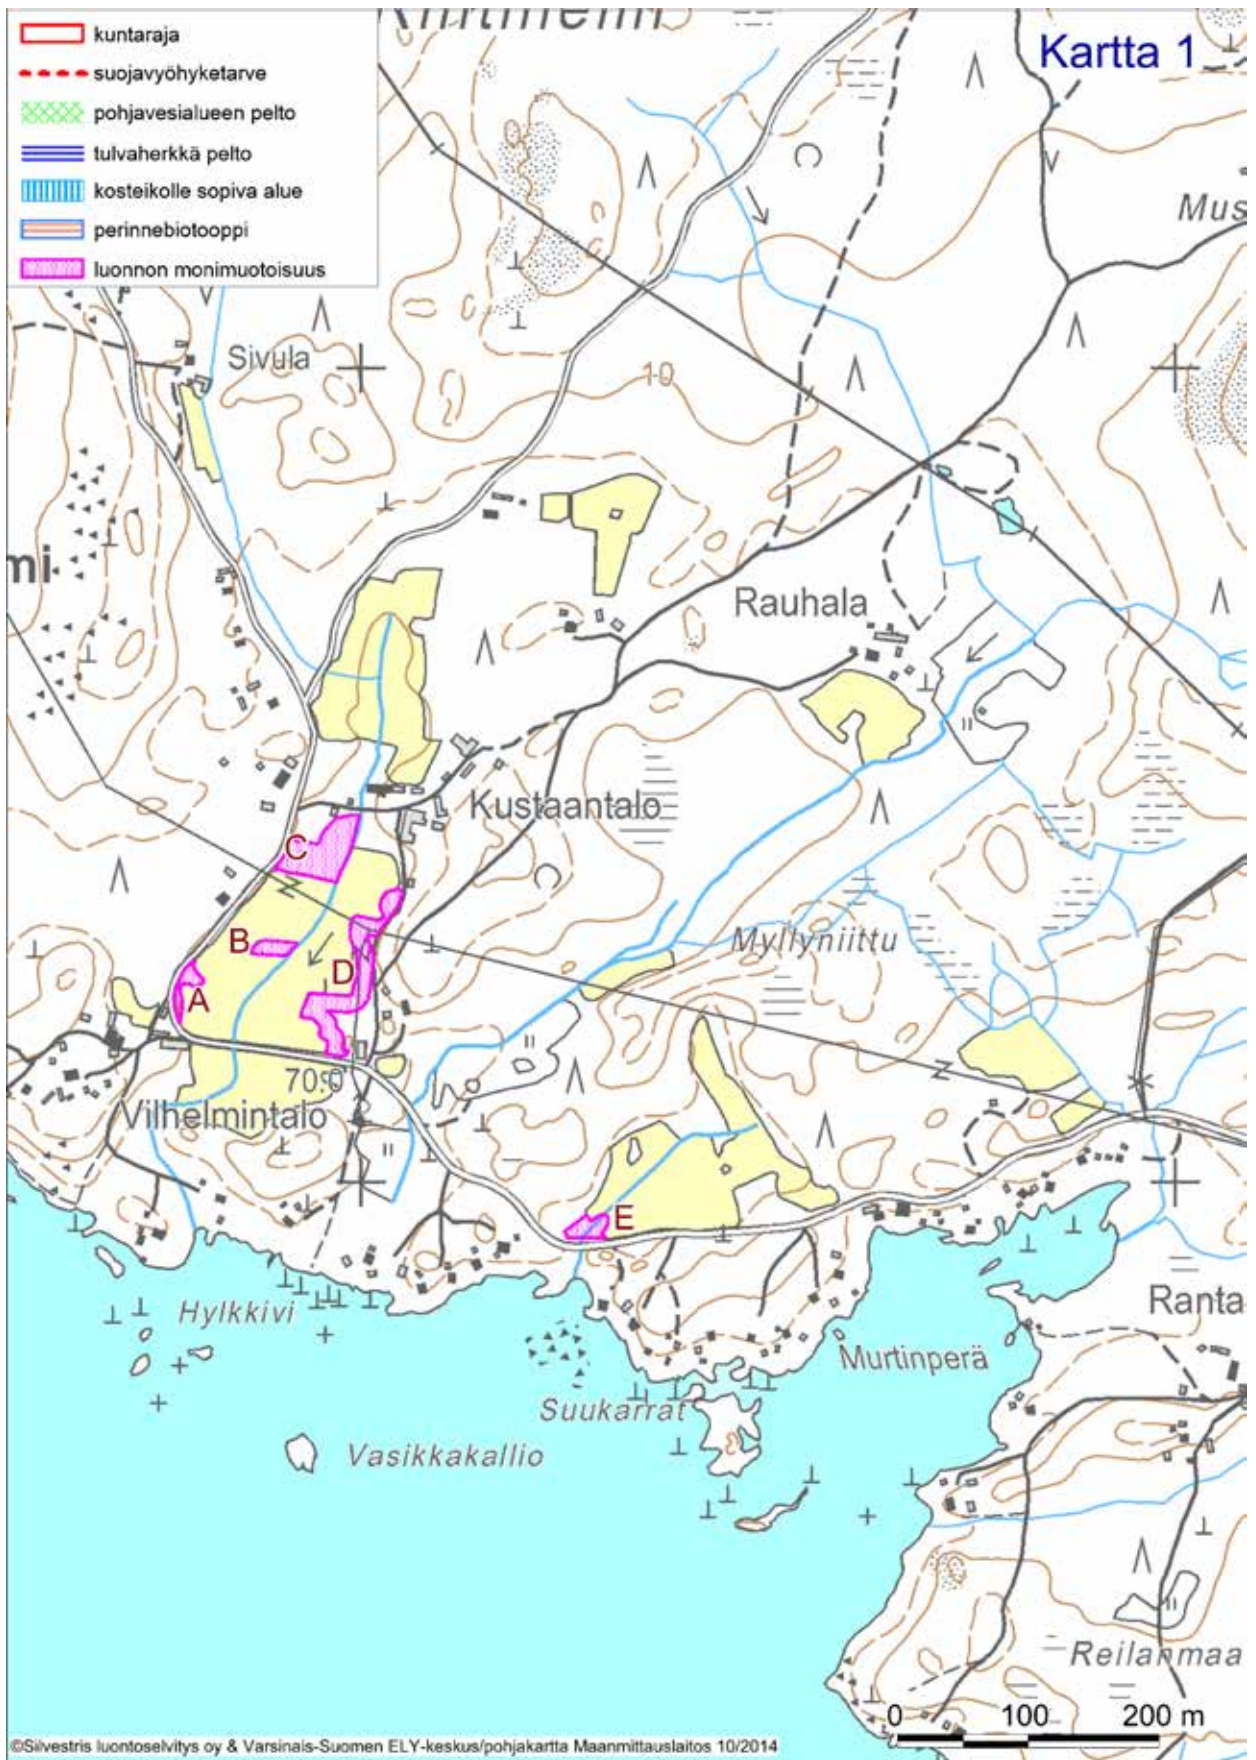 kuntaraja
suojavyöhyketarve
pohjavesialueen pelto
tulvaherkkä pelto
kosteikolle sopiva alue
perinnebiotooppi
luonnon monimuotoisuus
Kartta 1
Mus
Sivula
10
mi
Rauhala
Kustaantalo
C
B
Myllyniittu
D
A
70.0
Vilhelmintalo
E
Hylkkivi
Ranta
Murtinperä
Suukarrat
Vasikkakallio
Reilanmaa
0 100 200 m
©Silvestris luontoselvitys oy & Varsinais-Suomen ELY-keskus/pohjakartta Maanmittauslaitos 10/2014